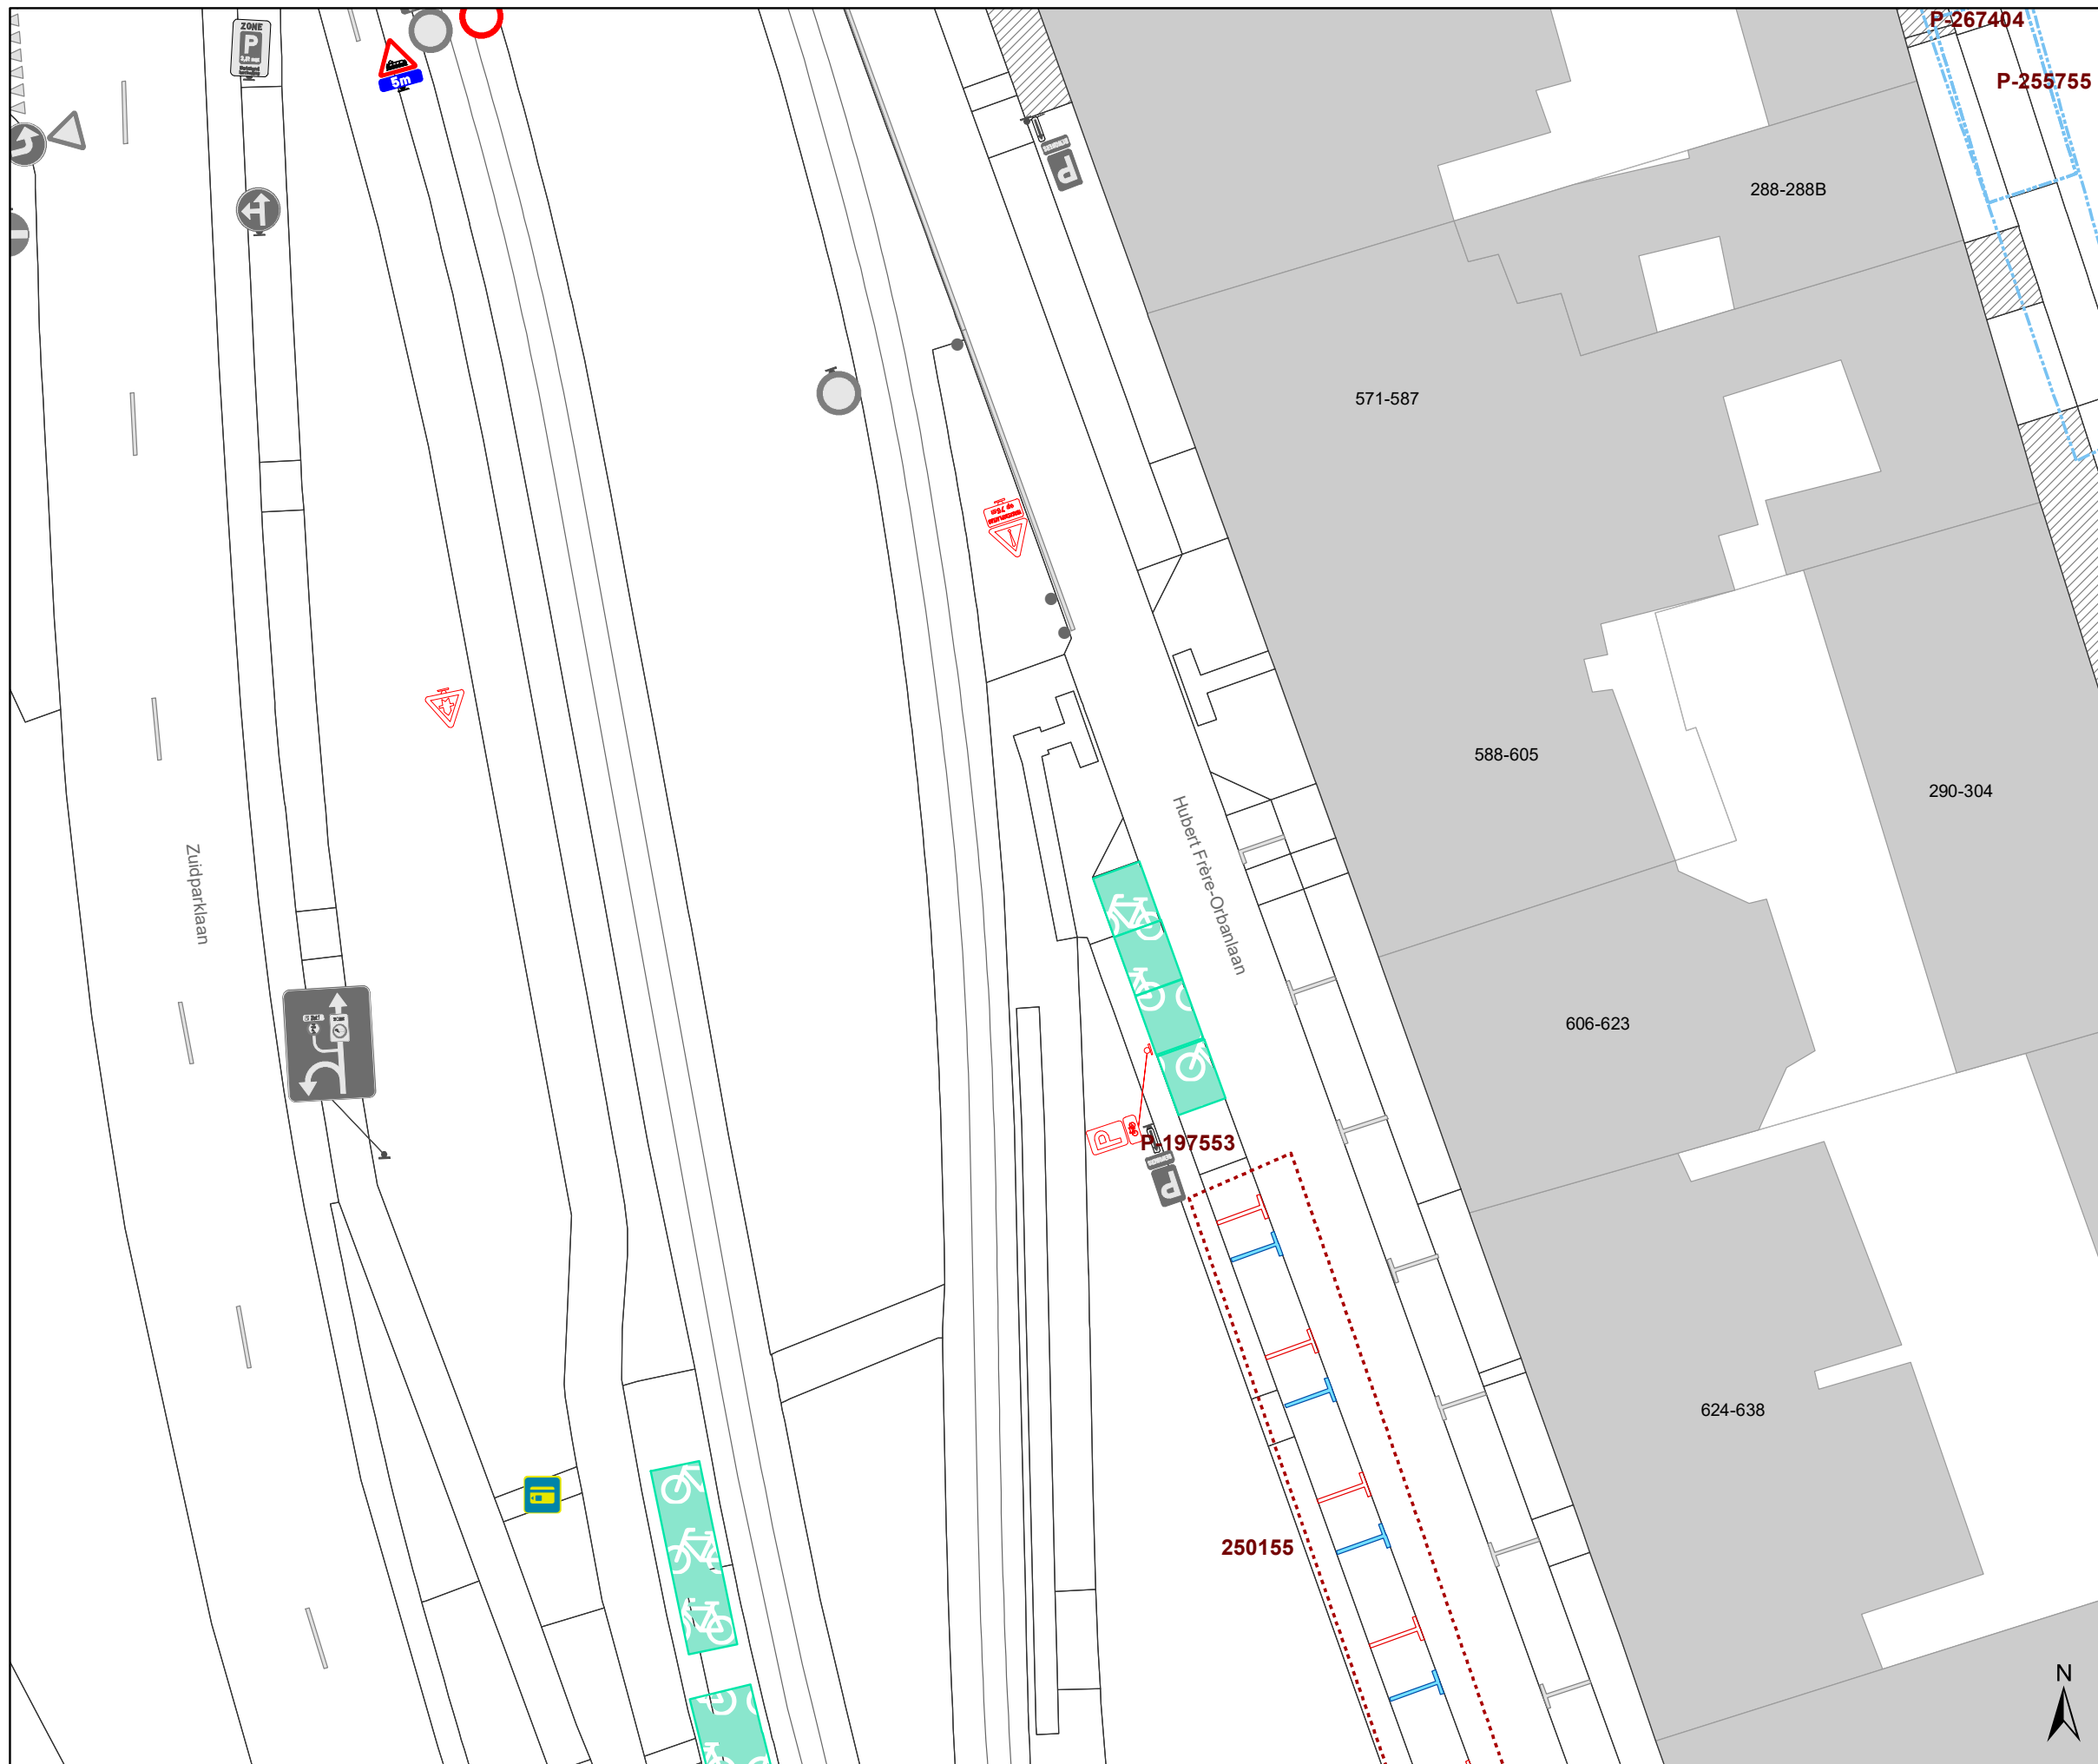 P-267404
ZONE
P
5m
P-255755
P
288-288B
571-587
588-605
290-304
Zuidparklaan
Hubert Frère-Orbanlaan
606-623
P
P-197553
P
624-638
250155
N